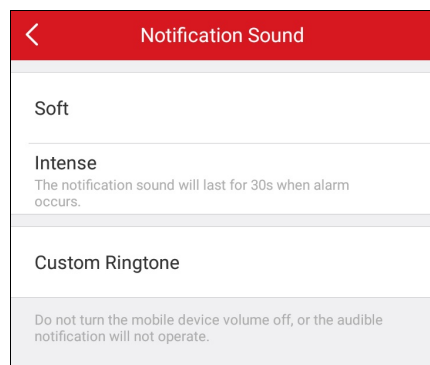 Notification Sound
Soft
Intense
The notification sound will last for 30s when alarm
occurs.
Custom Ringtone
Do not turn the mobile device volume off, or the audible
notification will not operate.